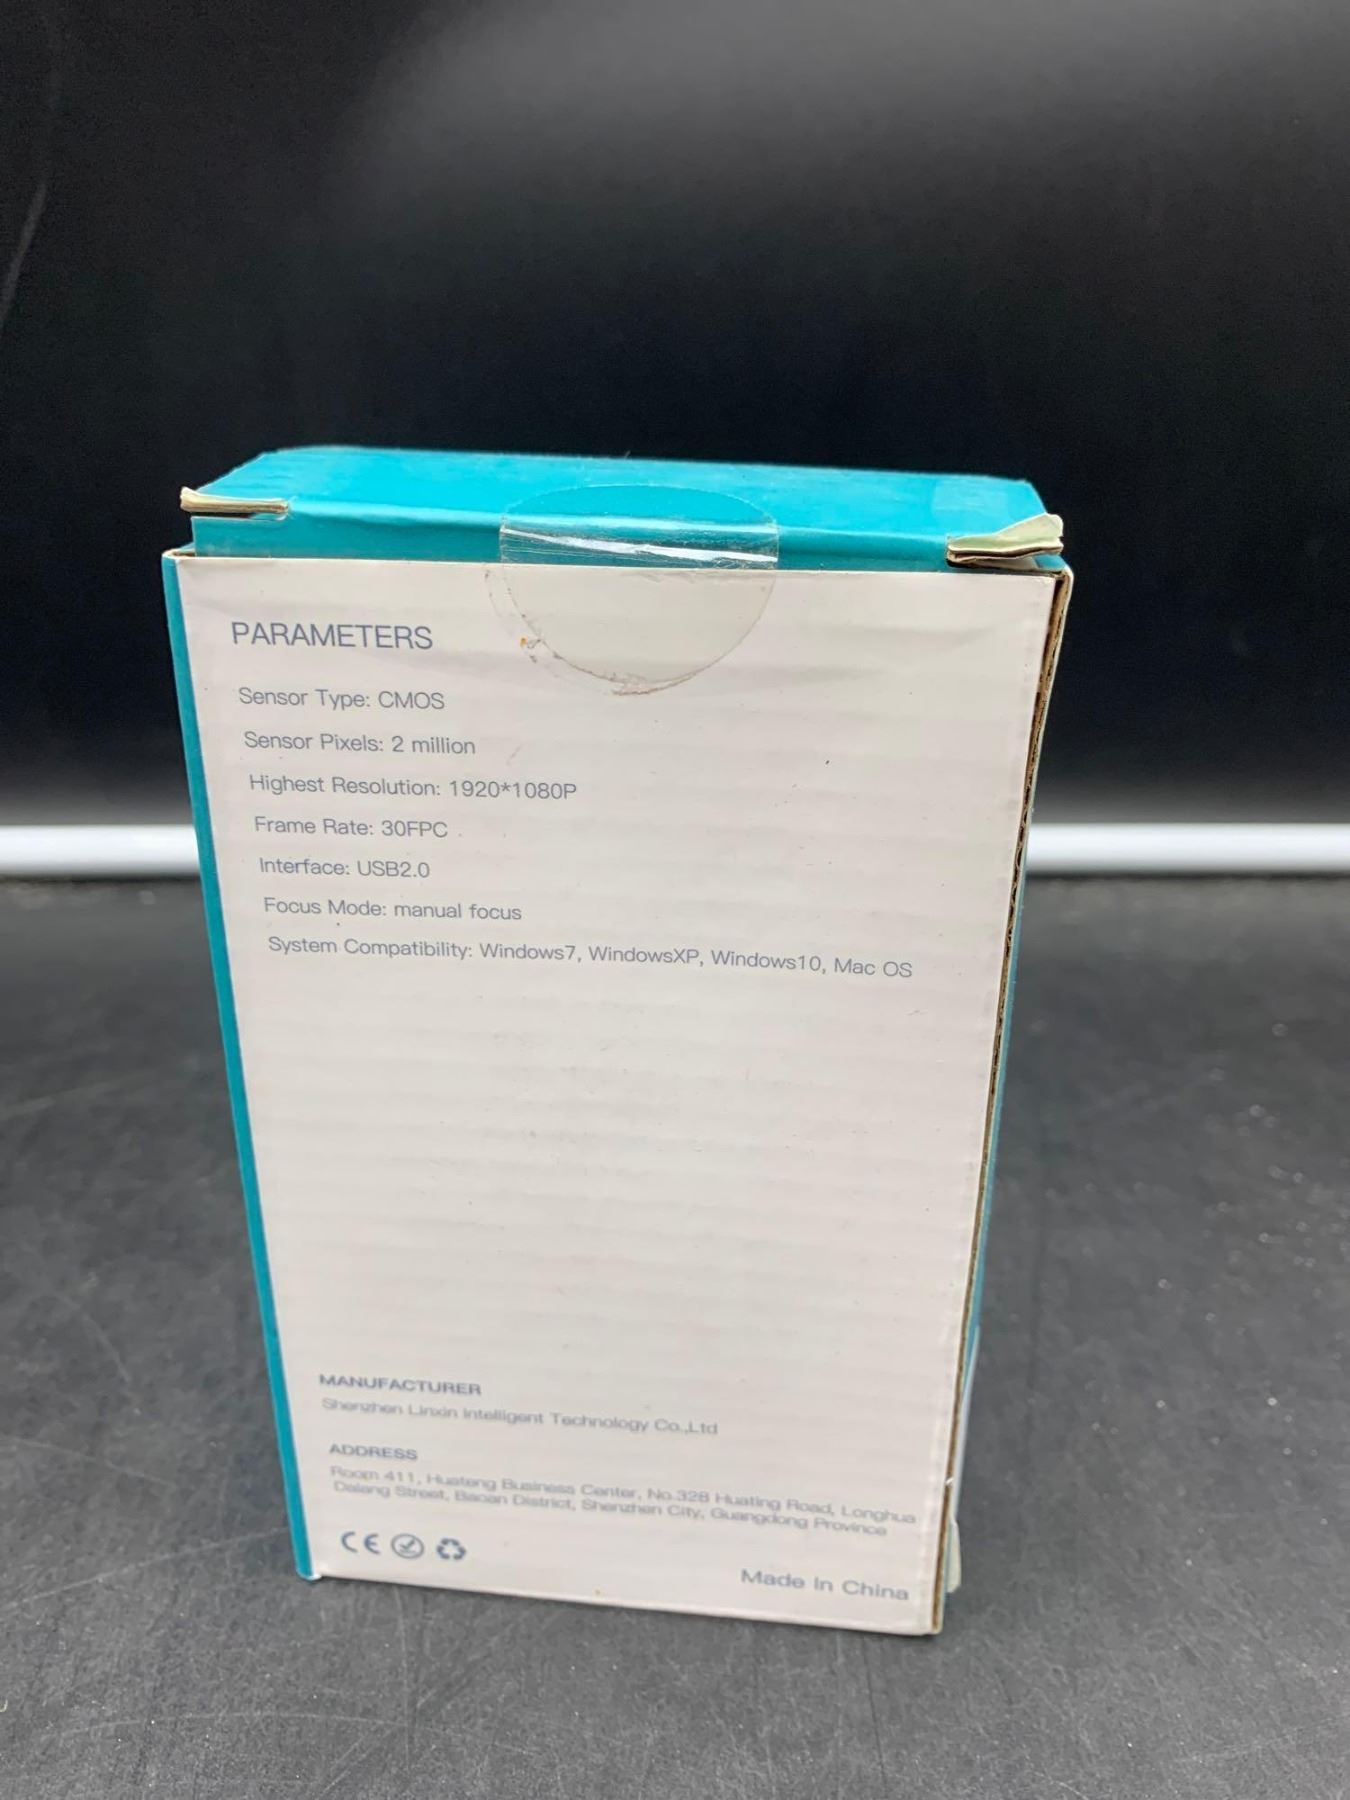 PARAMETERS
Sensor Type: CMOS
Sensor Pixels: 2 million
Highest Resolution: 1920*1080P
Frame Rate: 30FPC
Interface: USB2.0
Focus Mode: manual focus
System Compatibility: Windows7, WindowsXP, Windows10, Mac OS
MANUFACTURER
Shenzhen Linxin Intelligent Technology Co.,Ltd
ADDRESS
Room 411, Huateng Business Center, No.328 Huating Road, Longhua
Dalang Street, Baoan District, Shenzhen City, Guangdong Province
CE
Made In China